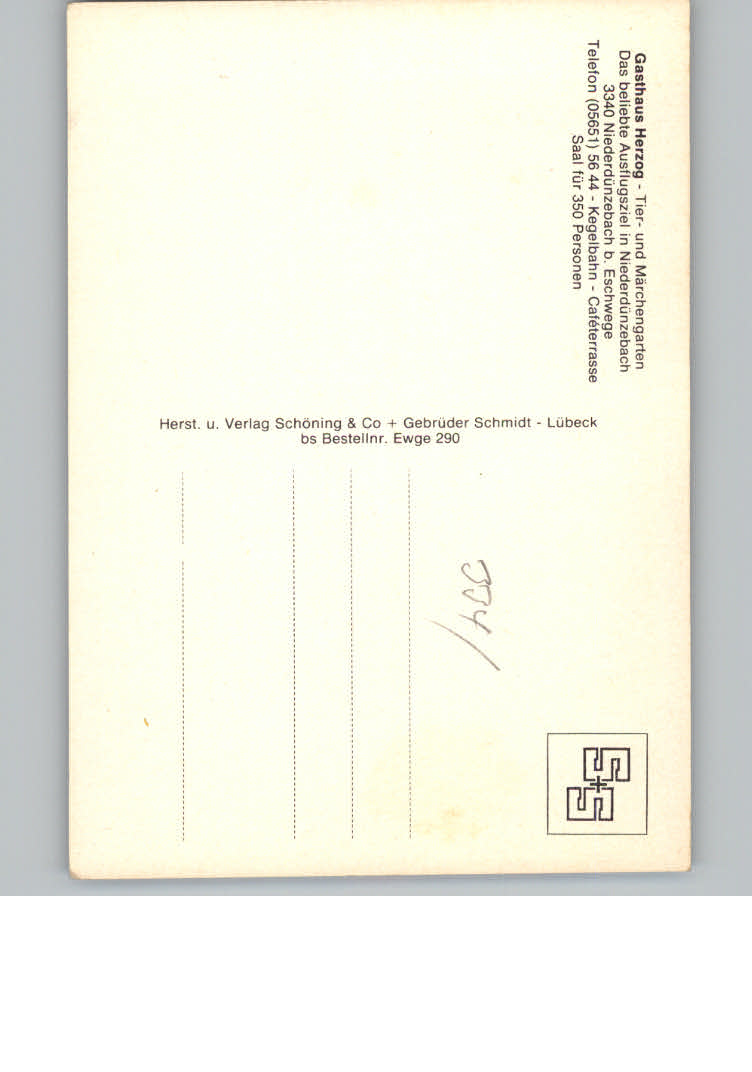 Gasthaus Herzog - Tier- und Märchengarten
Das beliebte Ausflugsziel in Niederdünzebach
3340 Niederdünzebach b. Eschwege
Telefon (05651) 56 44 - Kegelbahn - Caféterrasse
Saal für 350 Personen
Herst. u. Verlag Schöning & Co + Gebrüder Schmidt - Lübeck
bs Bestellnr. Ewge 290
S+S